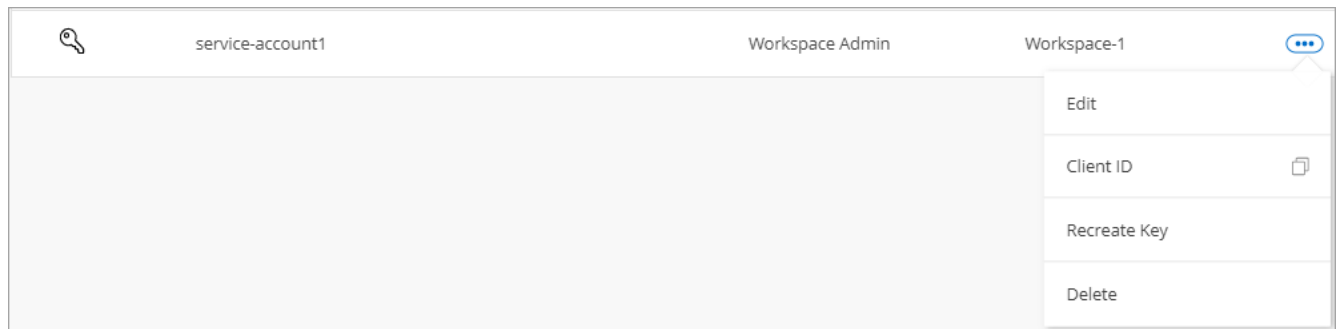 service-account1 Workspace Admin Workspace-1
Edit
Client ID
Recreate Key
Delete